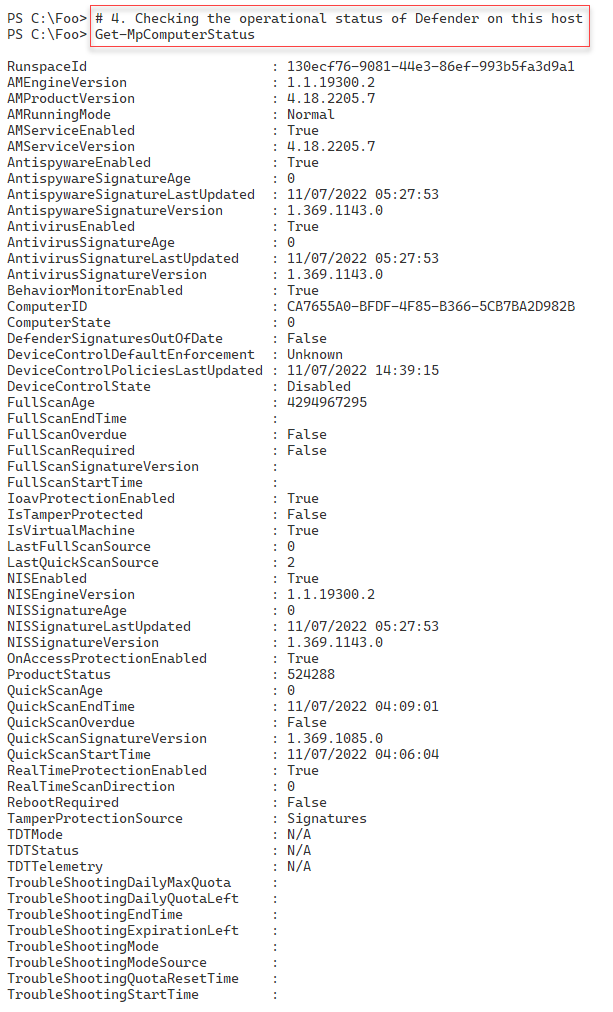 PS C:\Foo> # 4. Checking the operational status of Defender on this host
PS C:\Foo> Get-MpComputerStatus
RunspaceId : 130ecf76-9081-44e3-86ef-993b5fa3d9a1
AMEngineVersion : 1.1.19300.2
AMProductVersion : 4.18.2205.7
AMRunningMode : Normal
AMServiceEnabled : True
AMServiceVersion : 4.18.2205.7
AntispywareEnabled : True
AntispywareSignatureAge : 0
AntispywareSignatureLastUpdated : 11/07/2022 05:27:53
AntispywareSignatureVersion : 1.369.1143.0
AntivirusEnabled : True
AntivirusSignatureAge : 0
AntivirusSignatureLastUpdated : 11/07/2022 05:27:53
AntivirusSignatureVersion : 1.369.1143.0
BehaviorMonitorEnabled : True
ComputerID : CA7655A0-BFDF-4F85-B366-5CB7BA2D982B
ComputerState : 0
DefenderSignaturesOutOfDate : False
DeviceControlDefaultEnforcement : Unknown
DeviceControlPoliciesLastUpdated : 11/07/2022 14:39:15
DeviceControlState : Disabled
FullScanAge : 4294967295
FullScanEndTime :
FullScanOverdue : False
FullScanRequired : False
FullScanSignatureVersion :
FullScanStartTime :
IoavProtectionEnabled : True
IsTamperProtected : False
IsVirtualMachine : True
LastFullScanSource : 0
LastQuickScanSource : 2
NISEnabled : True
NISEngineVersion : 1.1.19300.2
NISSignatureAge : 0
NISSignatureLastUpdated : 11/07/2022 05:27:53
NISSignatureVersion : 1.369.1143.0
OnAccessProtectionEnabled : True
ProductStatus : 524288
QuickScanAge : 0
QuickScanEndTime : 11/07/2022 04:09:01
QuickScanOverdue : False
QuickScanSignatureVersion : 1.369.1085.0
QuickScanStartTime : 11/07/2022 04:06:04
RealTimeProtectionEnabled : True
RealTimeScanDirection : 0
RebootRequired : False
TamperProtectionSource : Signatures
TDTMode : N/A
TDTStatus : N/A
TDTTelemetry : N/A
TroubleShootingDailyMaxQuota :
TroubleShootingDailyQuotaLeft :
TroubleShootingEndTime :
TroubleShootingExpirationLeft :
TroubleShootingMode :
TroubleShootingModeSource :
TroubleShootingQuotaResetTime :
TroubleShootingStartTime :